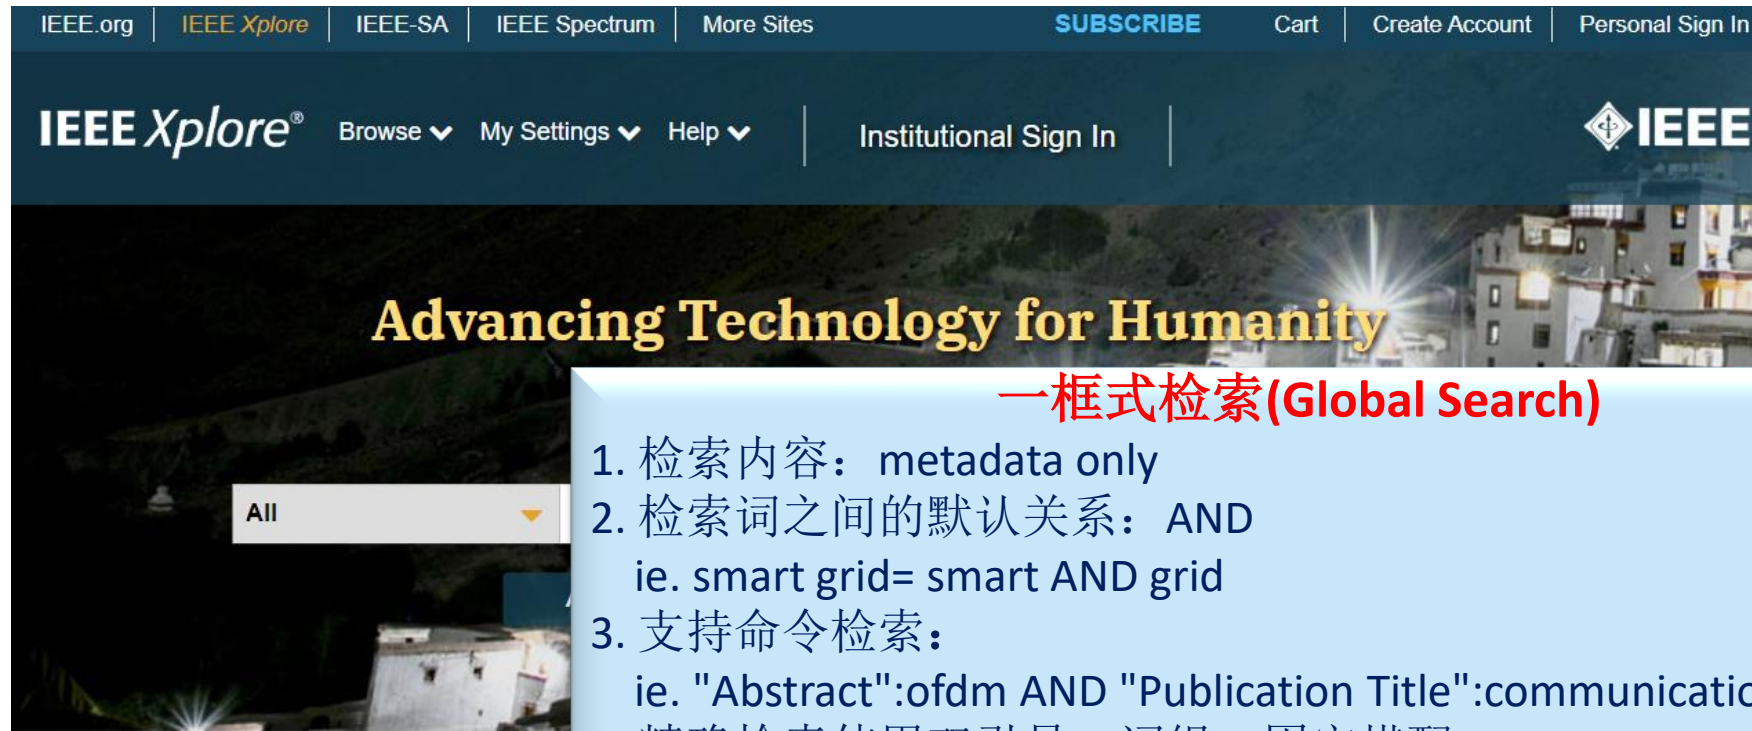 IEEE.org IEEE Xplore IEEE-SA IEEE Spectrum More Sites SUBSCRIBE Cart Create Account Personal Sign In
IEEE Xplore® Browse My Settings Help Institutional Sign In IEEE
Advancing Technology for Humanity
一框式检索(Global Search)
1. 检索内容：metadata only
All
2. 检索词之间的默认关系：AND
ie. smart grid= smart AND grid
3. 支持命令检索：
ie. "Abstract":ofdm AND "Publication Title":communicatio